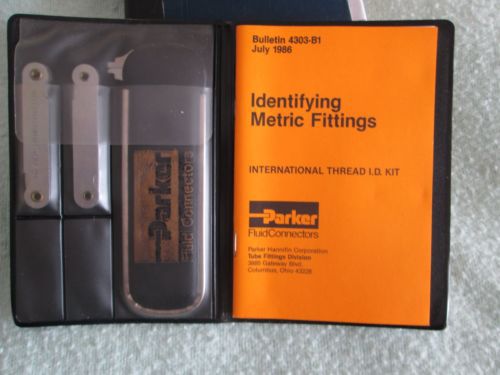 Parker
Fluid Connectors
Bulletin 4303-B1
July 1986
Identifying
Metric Fittings
INTERNATIONAL THREAD I.D. KIT
Parker
FluidConnectors
Parker Hannifin Corporation
Tube Fittings Division
3885 Gateway Blvd.
Columbus, Ohio 43228